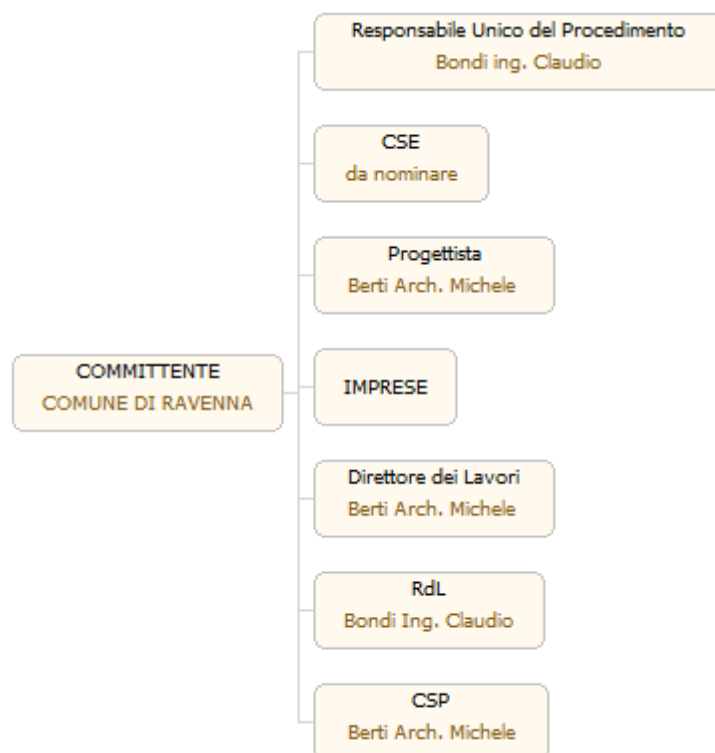 Responsabile Unico del Procedimento
Bondi ing. Claudio
CSE
da nominare
Progettista
Berti Arch. Michele
COMMITTENTE
COMUNE DI RAVENNA
IMPRESE
Direttore dei Lavori
Berti Arch. Michele
RdL
Bondi Ing. Claudio
CSP
Berti Arch. Michele